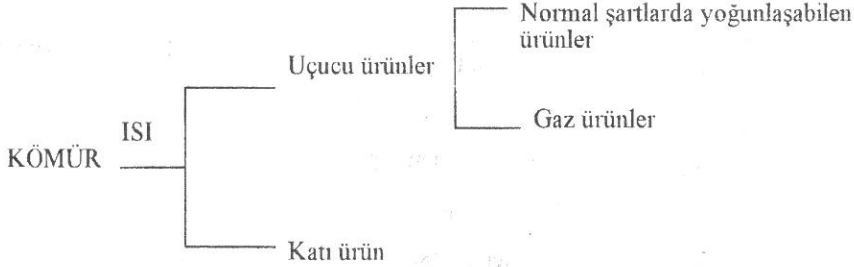 Normal şartlarda yoğunlaşabilen
ürünler
Uçucu ürünler
Gaz ürünler
ISI
KÖMÜR
Katı ürün